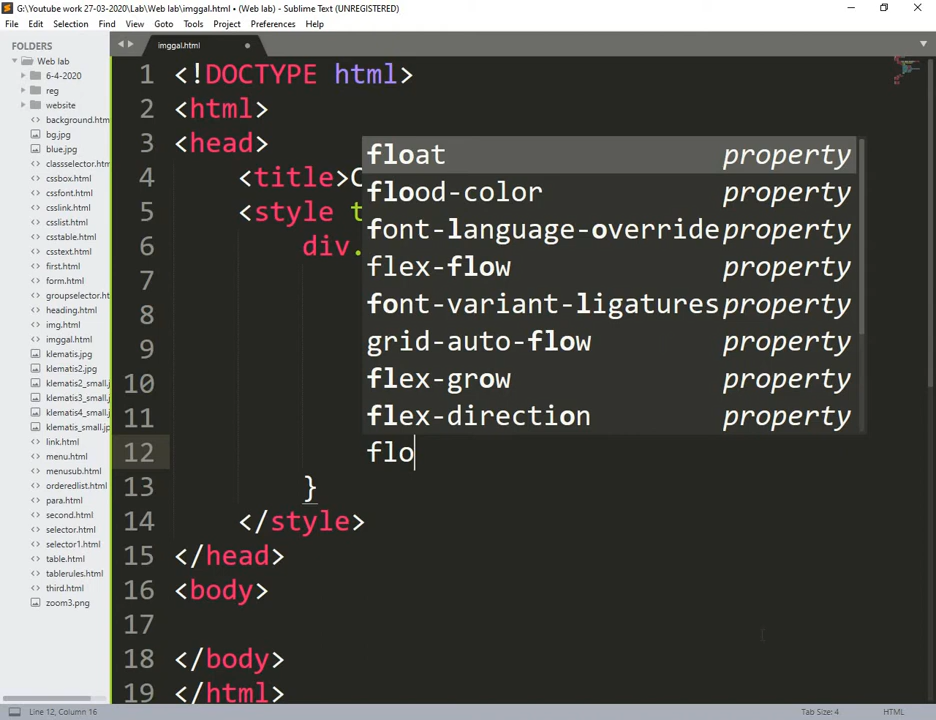 G:\Youtube work 27-03-2020\Lab\Web lab\imggal.html • (Web lab) - Sublime Text (UNREGISTERED)
File Edit Selection Find View Goto Tools Project Preferences Help
FOLDERS
Web lab
6-4-2020
reg
website
background.htm
bg.jpg
blue.jpg
classselector.htm
cssbox.html
cssfont.html
csslink.html
csslist.html
csstable.html
csstext.html
first.html
form.html
groupselector.h
heading.html
img.html
imggal.html
klematis.jpg
klematis2.jpg
klematis2_small.j
klematis3_small.j
klematis4_small.j
klematis_small.jp
link.html
menu.html
menusub.html
orderedlist.html
para.html
second.html
selector.html
selector1.html
table.html
tablerules.html
third.html
zoom3.png
imggal.html
1 <!DOCTYPE html>
2 <html>
3 <head>
4 <title>C
5 <style t
6 div.
7
8
9
10
11
12 flo
13 }
14 </style>
15 </head>
16 <body>
17
18 </body>
19 </html>
float property
flood-color property
font-language-override property
flex-flow property
font-variant-ligatures property
grid-auto-flow property
flex-grow property
flex-direction property
Line 12, Column 16
Tab Size: 4
HTML